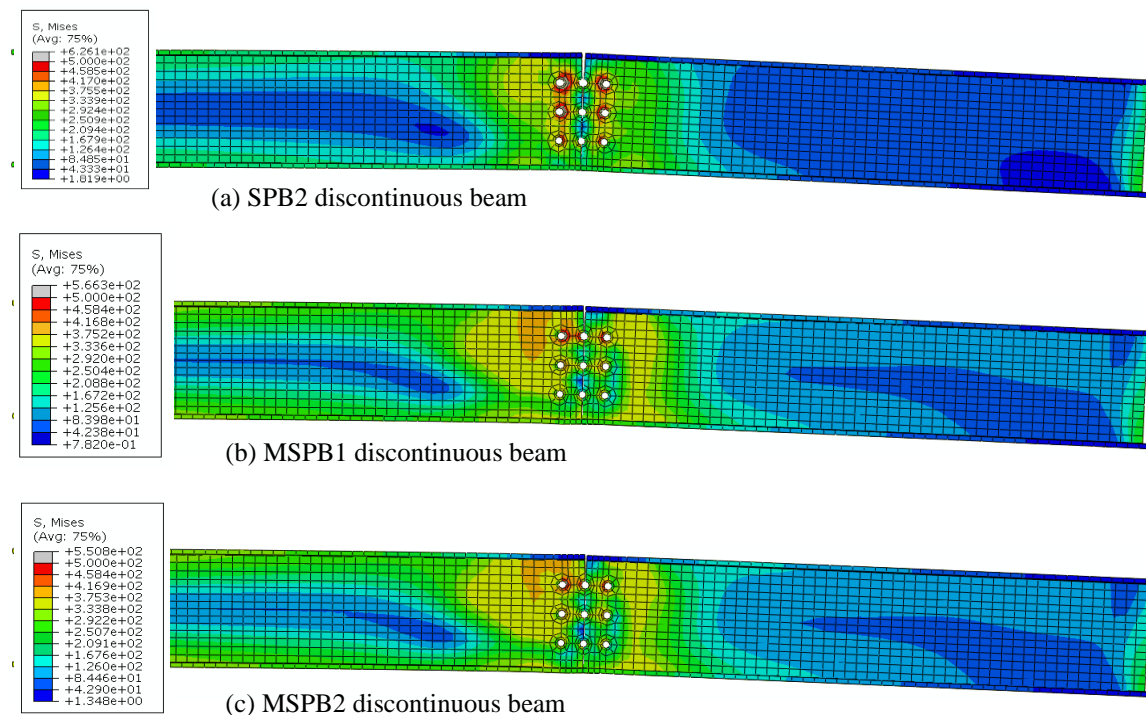 S, Mises
(Avg: 75%)
+6.261e+02
+5.000e+02
+4.585e+02
+4.170e+02
+3.755e+02
+3.339e+02
+2.924e+02
+2.509e+02
+2.094e+02
+1.679e+02
+1.264e+02
+8.485e+01
+4.333e+01
+1.819e+00
(a) SPB2 discontinuous beam
S, Mises
(Avg: 75%)
+5.663e+02
+5.000e+02
+4.584e+02
+4.168e+02
+3.752e+02
+3.336e+02
+2.920e+02
+2.504e+02
+2.088e+02
+1.672e+02
+1.256e+02
+8.398e+01
+4.238e+01
+7.820e-01
(b) MSPB1 discontinuous beam
S, Mises
(Avg: 75%)
+5.508e+02
+5.000e+02
+4.584e+02
+4.169e+02
+3.753e+02
+3.338e+02
+2.922e+02
+2.507e+02
+2.091e+02
+1.676e+02
+1.260e+02
+8.446e+01
+4.290e+01
+1.348e+00
(c) MSPB2 discontinuous beam